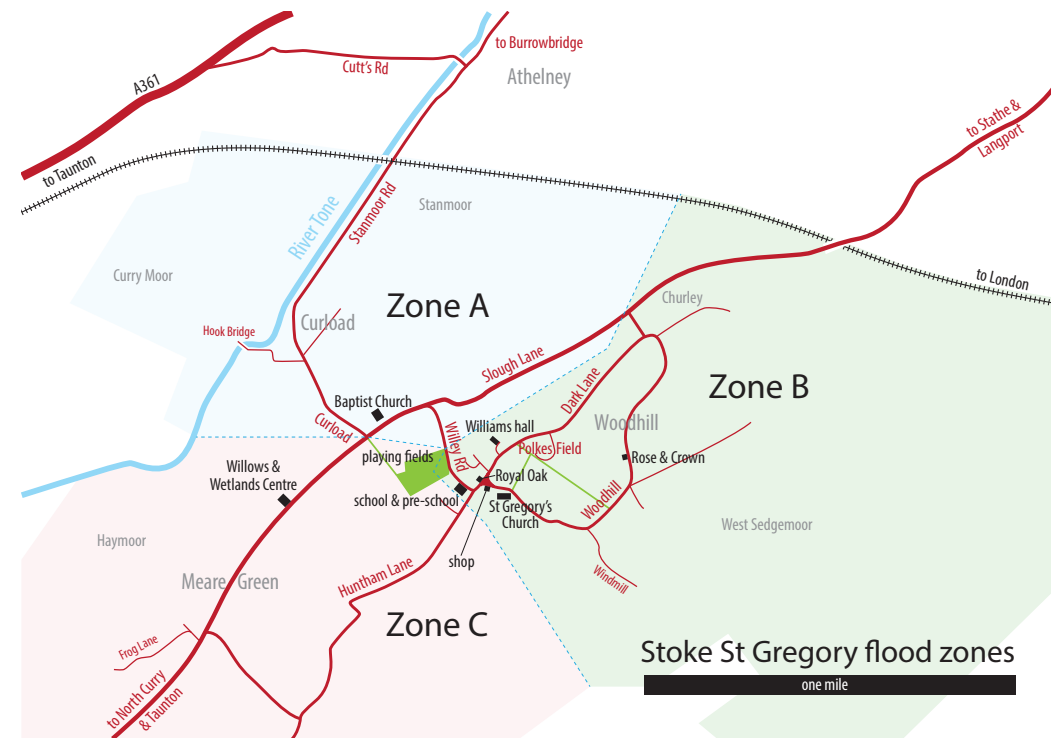 to Burrowbridge
Cutt's Rd
Athelney
A361
to Stathe &
Langport
to Taunton
Stanmoor Rd
Stanmoor
River Tone
Curry Moor
to London
Churley
Zone A
Curload
Hook Bridge
Slough Lane
Zone B
Dark Lane
Baptist Church
Curload
Willey Rd
Williams hall
Woodhill
Polkes Field
playing fields
Rose & Crown
Willows &
Wetlands Centre
Royal Oak
school & pre-school
St Gregory's
Church
Woodhill
West Sedgemoor
Haymoor
shop
Windmill
Meare Green
Huntham Lane
Zone C
Frog Lane
to North Curry
& Taunton
Stoke St Gregory flood zones
one mile